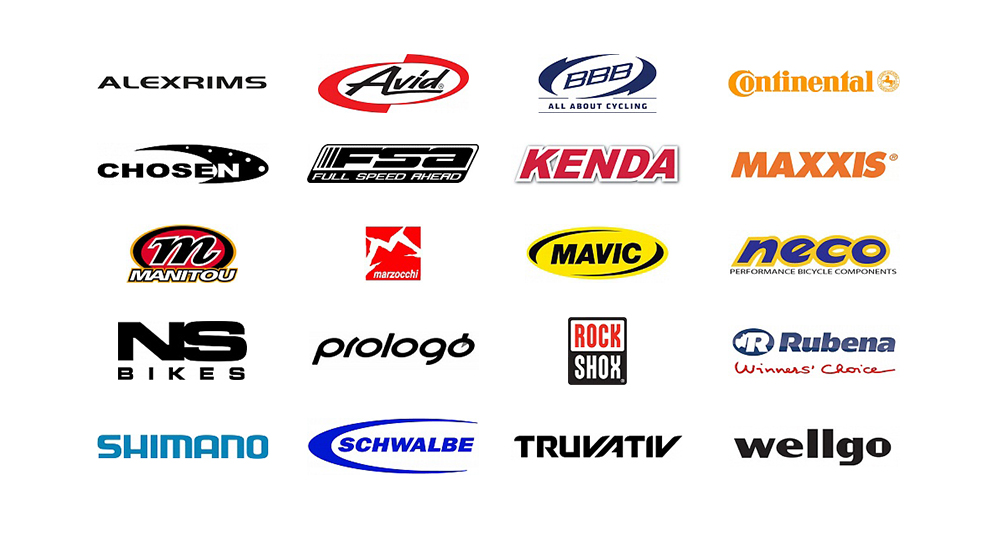 ALEXRIMS
Avid®
BBB
ALL ABOUT CYCLING
Continental
CHOSEN
FSA
FULL SPEED AHEAD
KENDA
MAXXIS®
m
MANITOU
marzocchi
MAVIC
neco
PERFORMANCE BICYCLE COMPONENTS
NS
BIKES
prologo
ROCK
SHOX®
R Rubena
Winners' Choice
SHIMANO
SCHWALBE
TRUVATIV
wellgo